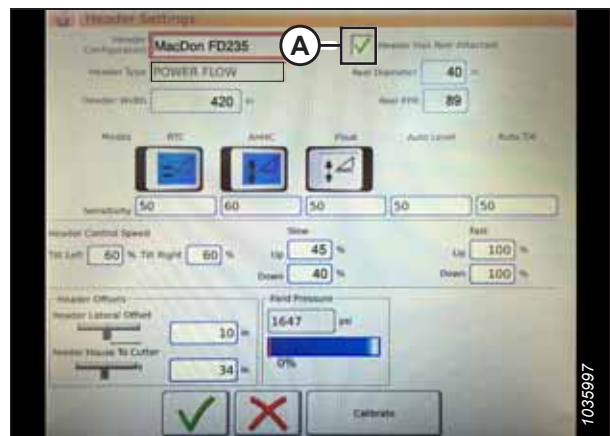 Header Settings
Header Configuration MacDon FD235 A Header Has Reel Attached
Header Type POWER FLOW Reel Diameter 40 in
Header Width 420 in Reel PPR 89
Modes RTC AHHC Float Auto Level Auto Tilt
Sensitivity 50 60 50 50 50
Header Control Speed Slow Fast
Tilt Left 60 % Tilt Right 60 % Up 45 % Up 100 %
Down 40 % Down 100 %
Header Offsets Field Pressure
Header Lateral Offset 10 in 1647 psi
Feeder House To Cutter 34 in 0%
Calibrate
1035997